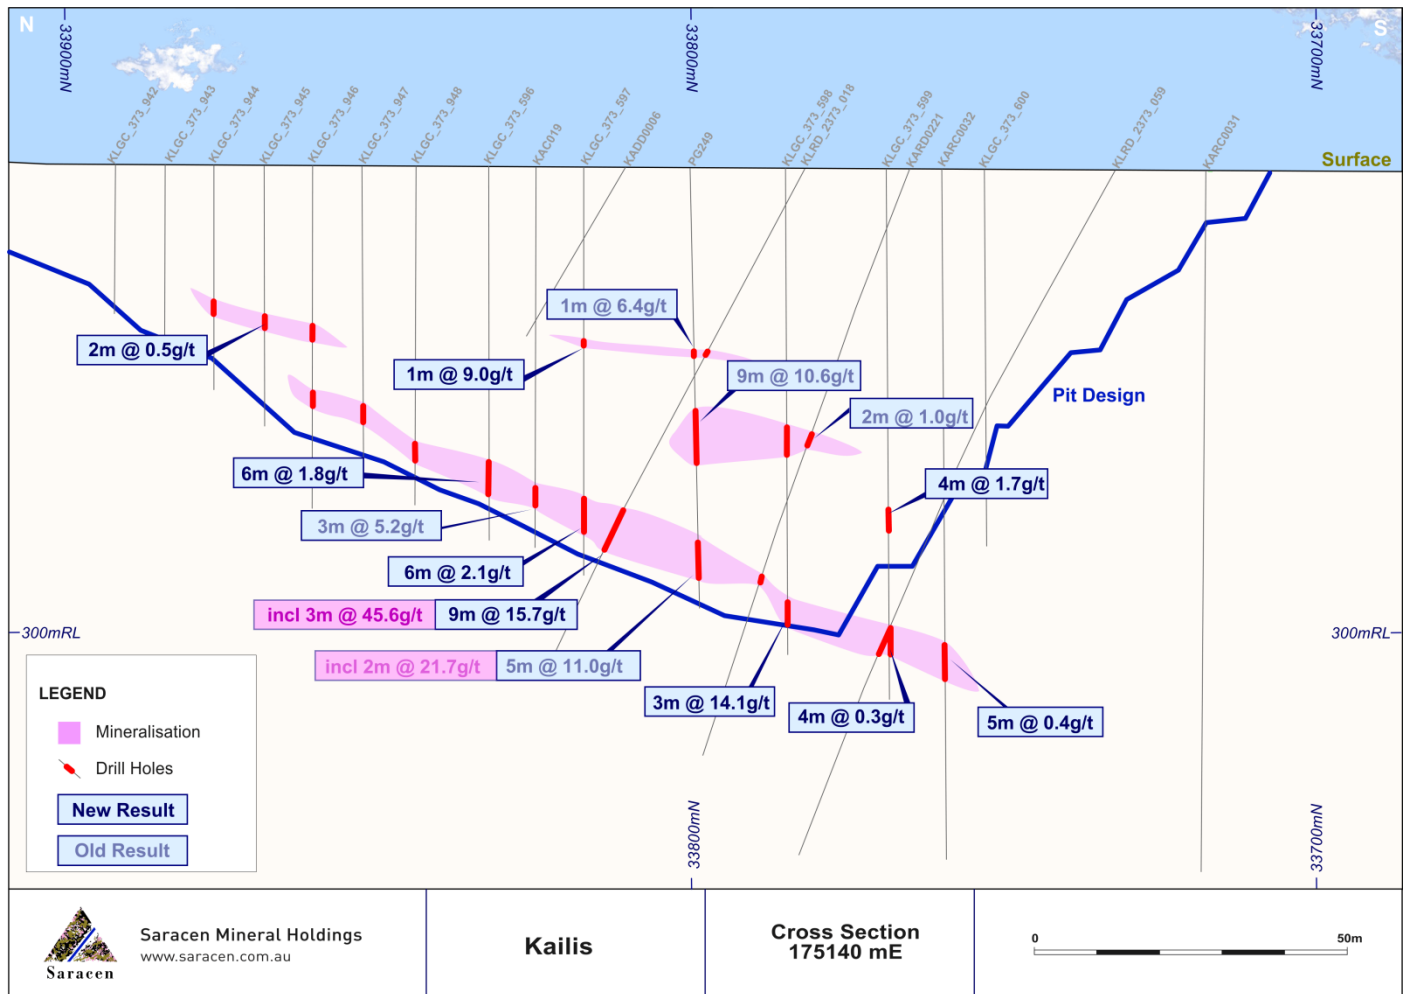 N
33900mN
33800mN
33700mN
S
KLGC_373_942
KLGC_373_943
KLGC_373_944
KLGC_373_945
KLGC_373_946
KLGC_373_947
KLGC_373_948
KLGC_373_596
KAC019
KLGC_373_597
KADD0006
PG249
KLGC_373_598
KLRD_2373_018
KLGC_373_599
KARD0221
KARC0032
KLGC_373_600
KLRD_2373_059
KARC0031
Surface
1m @ 6.4g/t
2m @ 0.5g/t
1m @ 9.0g/t
9m @ 10.6g/t
Pit Design
2m @ 1.0g/t
6m @ 1.8g/t
4m @ 1.7g/t
3m @ 5.2g/t
6m @ 2.1g/t
incl 3m @ 45.6g/t
9m @ 15.7g/t
300mRL
300mRL
incl 2m @ 21.7g/t
5m @ 11.0g/t
3m @ 14.1g/t
4m @ 0.3g/t
5m @ 0.4g/t
LEGEND
Mineralisation
Drill Holes
New Result
Old Result
33800mN
33700mN
Saracen
Saracen Mineral Holdings
www.saracen.com.au
Kailis
Cross Section
175140 mE
0
50m